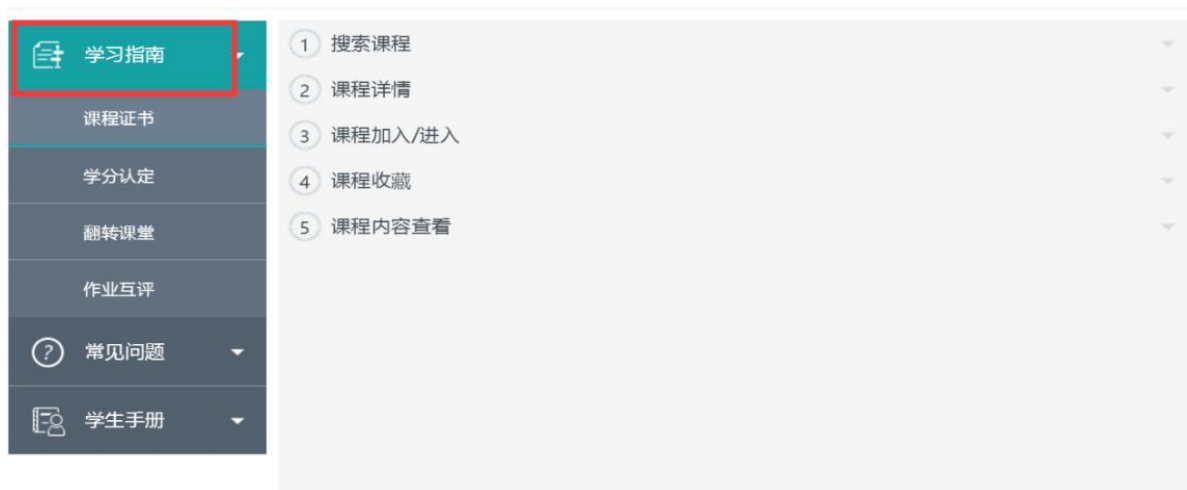 学习指南
课程证书
学分认定
翻转课堂
作业互评
常见问题
学生手册
1 搜索课程
2 课程详情
3 课程加入/进入
4 课程收藏
5 课程内容查看